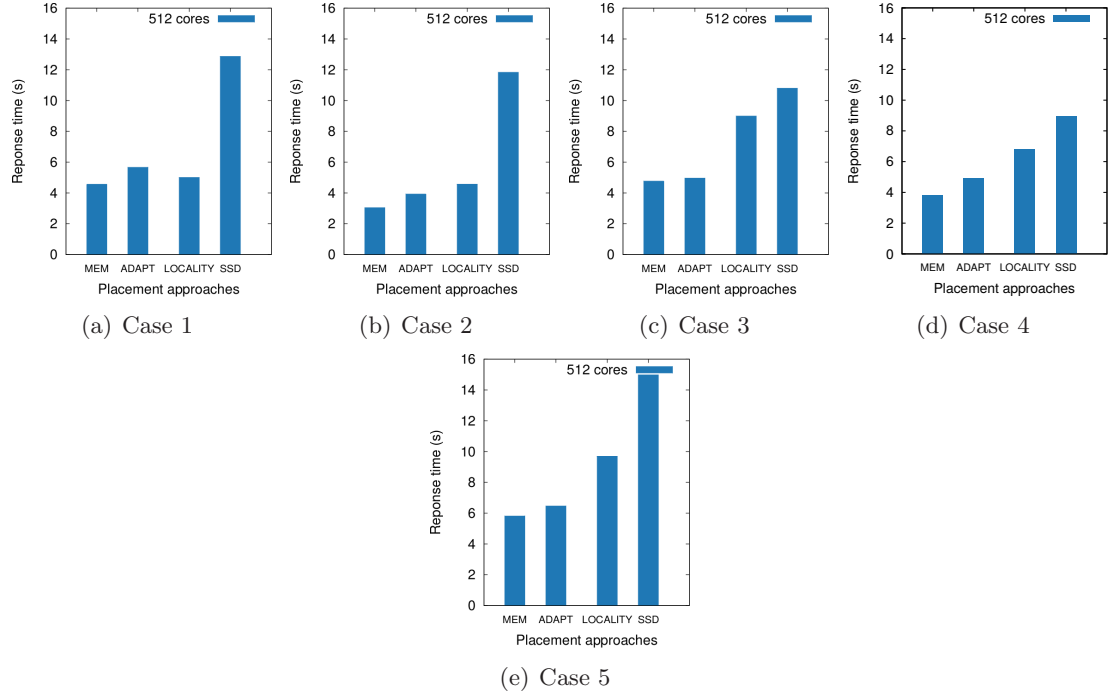 16
14
12
10
8
6
4
2
0
Reponse time (s)
512 cores
MEM ADAPT LOCALITY SSD
Placement approaches
(a) Case 1
16
14
12
10
8
6
4
2
0
Reponse time (s)
512 cores
MEM ADAPT LOCALITY SSD
Placement approaches
(b) Case 2
16
14
12
10
8
6
4
2
0
Reponse time (s)
512 cores
MEM ADAPT LOCALITY SSD
Placement approaches
(c) Case 3
16
14
12
10
8
6
4
2
0
Reponse time (s)
512 cores
MEM ADAPT LOCALITY SSD
Placement approaches
(d) Case 4
16
14
12
10
8
6
4
2
0
Reponse time (s)
512 cores
MEM ADAPT LOCALITY SSD
Placement approaches
(e) Case 5